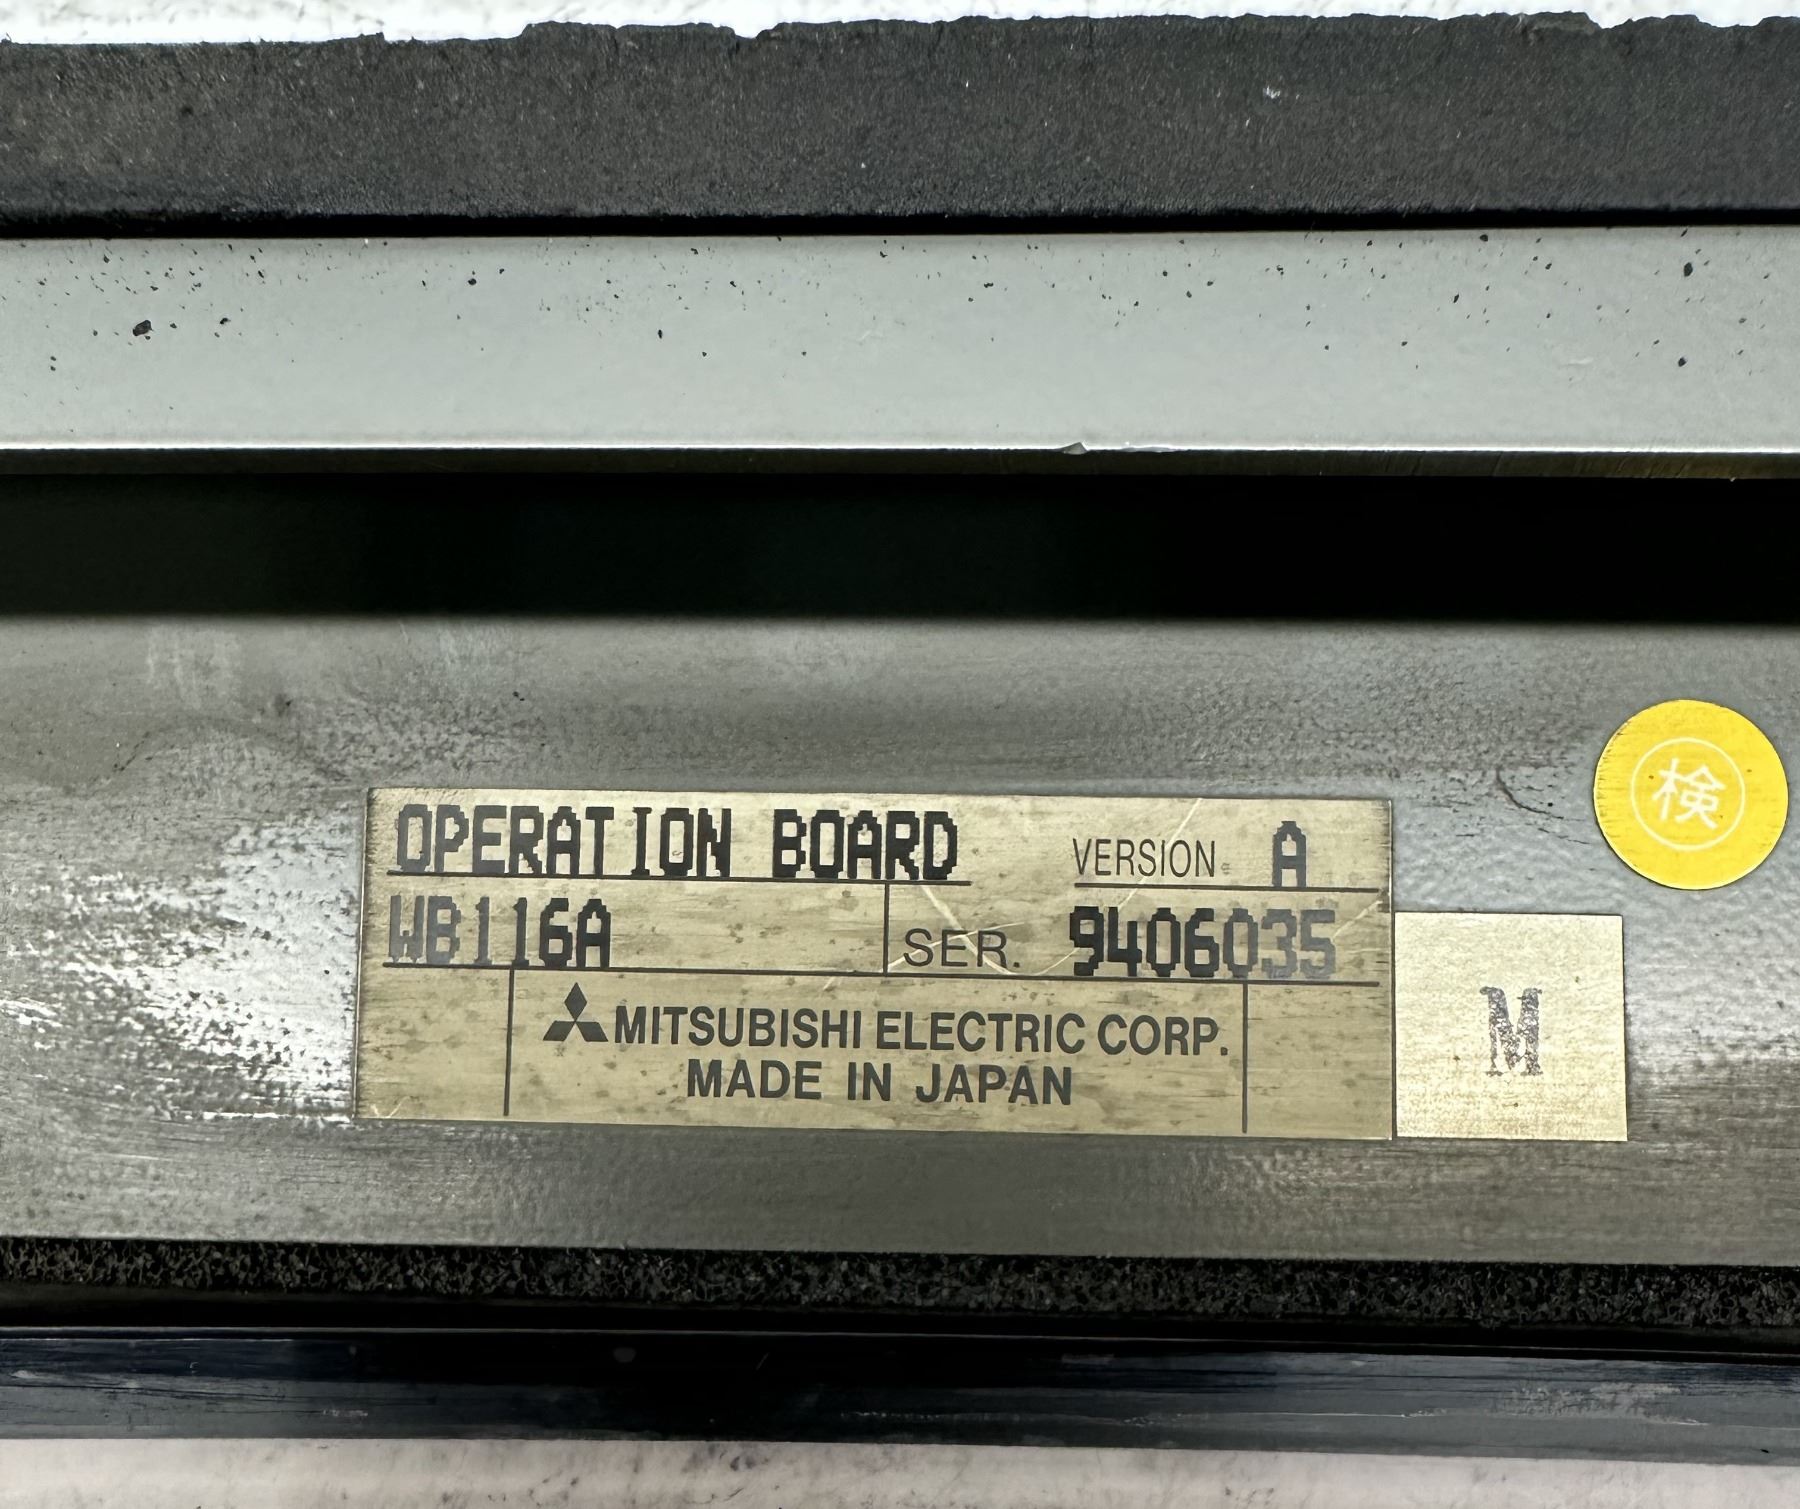 OPERATION BOARD VERSION A
WB116A SER. 9406035
MITSUBISHI ELECTRIC CORP.
MADE IN JAPAN
M
検